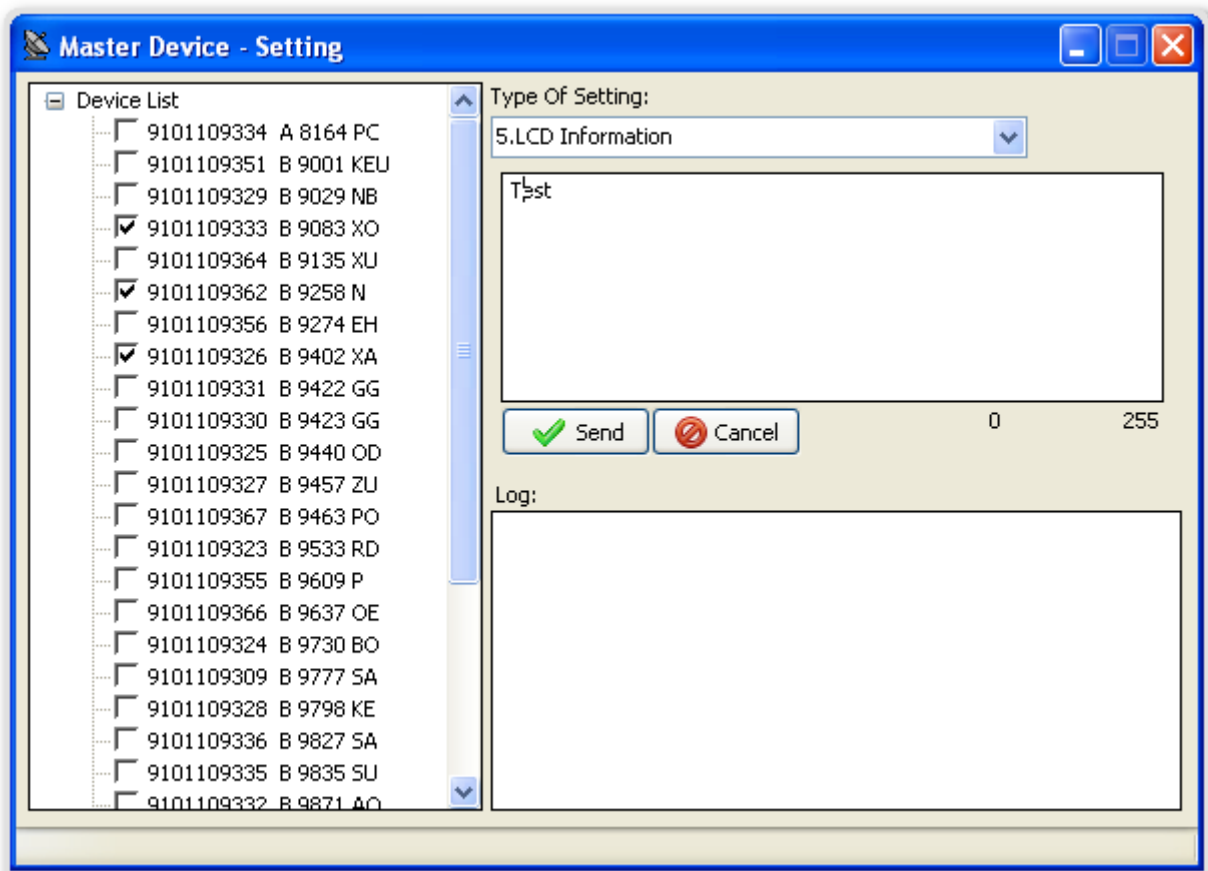 Master Device - Setting
Device List
9101109334 A 8164 PC
9101109351 B 9001 KEU
9101109329 B 9029 NB
9101109333 B 9083 XO
9101109364 B 9135 XU
9101109362 B 9258 N
9101109356 B 9274 EH
9101109326 B 9402 XA
9101109331 B 9422 GG
9101109330 B 9423 GG
9101109325 B 9440 OD
9101109327 B 9457 ZU
9101109367 B 9463 PO
9101109323 B 9533 RD
9101109355 B 9609 P
9101109366 B 9637 OE
9101109324 B 9730 BO
9101109309 B 9777 SA
9101109328 B 9798 KE
9101109336 B 9827 SA
9101109335 B 9835 SU
9101109332 B 9871
Type Of Setting:
5.LCD Information
Test
Send Cancel 0 255
Log: